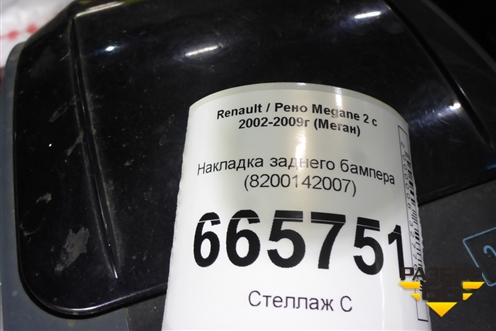 Renault / Рено Megane 2 с
2002-2009г (Меган)
Накладка заднего бампера
(8200142007)
665751
Стеллаж С